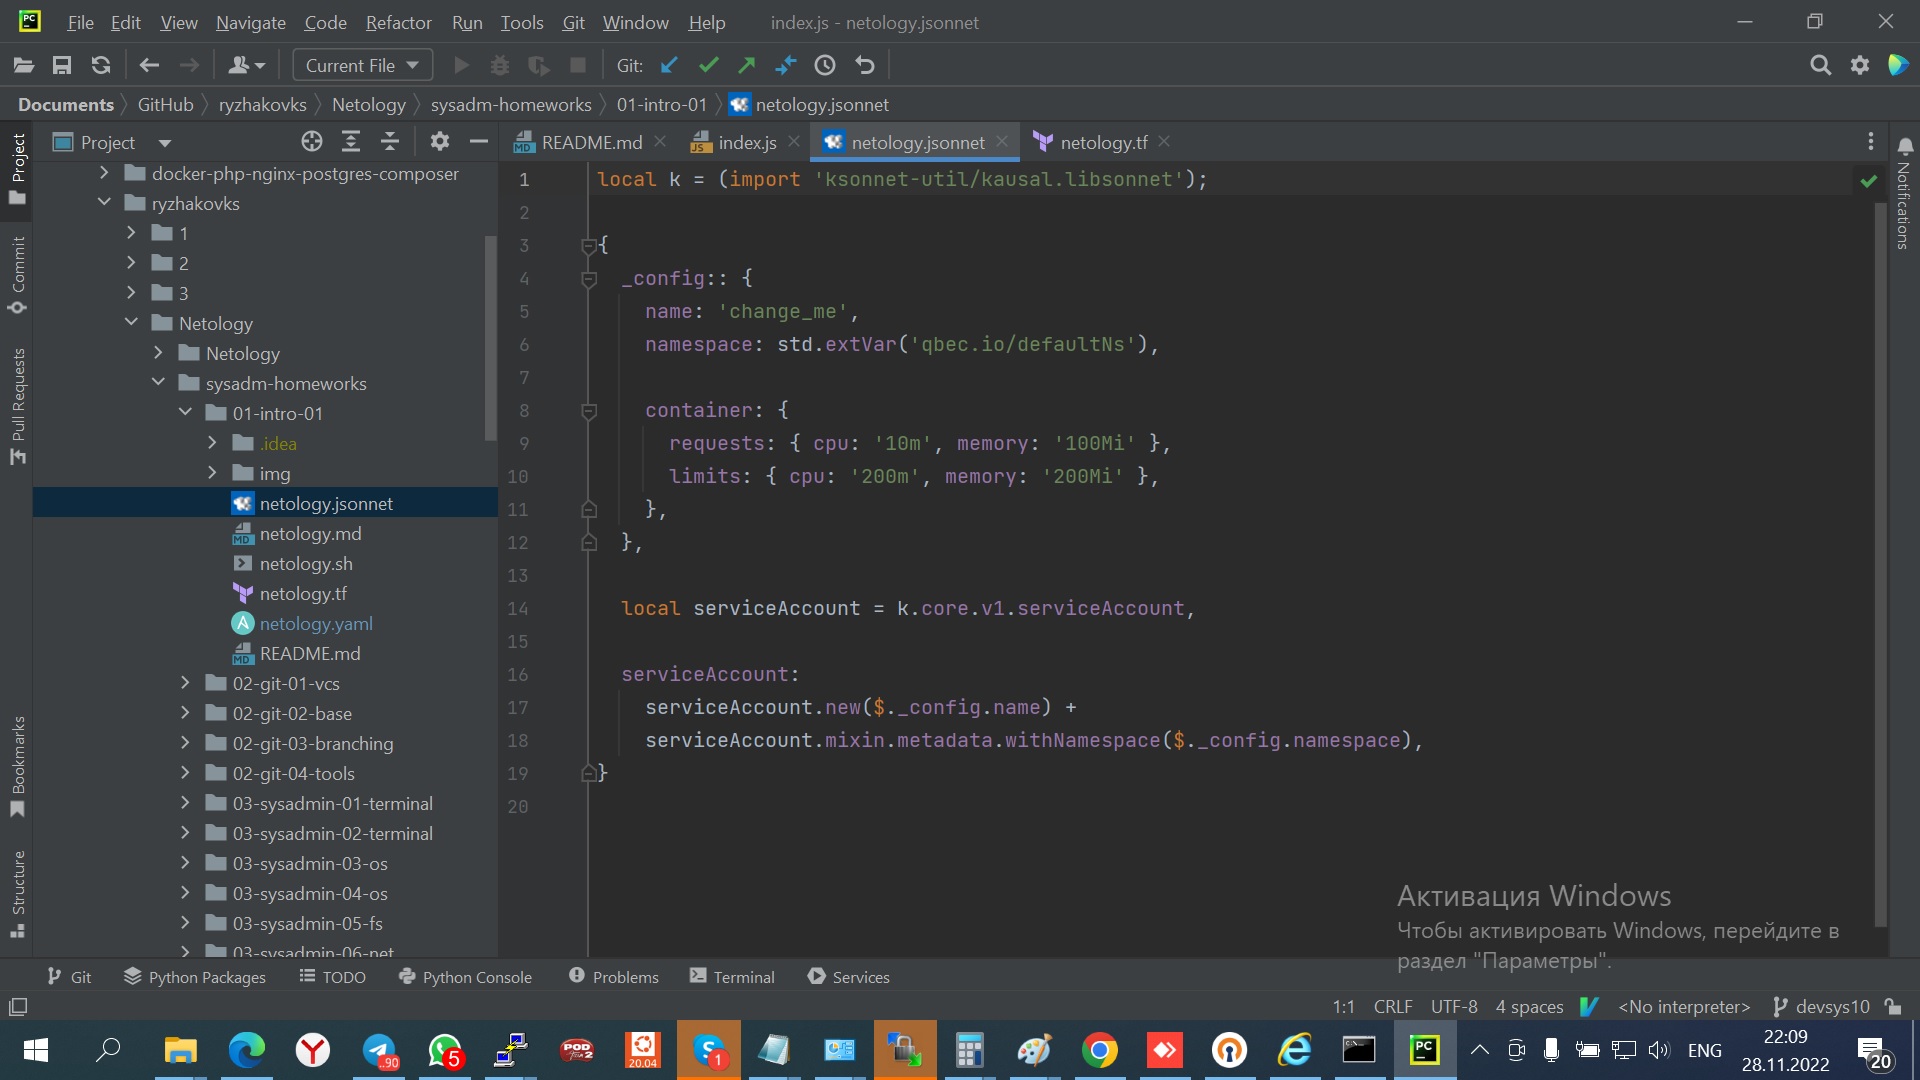 File Edit View Navigate Code Refactor Run Tools Git Window Help index.js - netology.jsonnet
Current File Git:
Documents GitHub ryzhakovks Netology sysadm-homeworks 01-intro-01 netology.jsonnet
Project
README.md index.js netology.jsonnet netology.tf
Project
Commit
Pull Requests
Bookmarks
Structure
docker-php-nginx-postgres-composer
ryzhakovks
1
2
3
Netology
Netology
sysadm-homeworks
01-intro-01
.idea
img
netology.jsonnet
netology.md
netology.sh
netology.tf
netology.yaml
README.md
02-git-01-vcs
02-git-02-base
02-git-03-branching
02-git-04-tools
03-sysadmin-01-terminal
03-sysadmin-02-terminal
03-sysadmin-03-os
03-sysadmin-04-os
03-sysadmin-05-fs
03-sysadmin-06-net
1 local k = (import 'ksonnet-util/kausal.libsonnet');
2
3 {
4 _config:: {
5 name: 'change_me',
6 namespace: std.extVar('qbec.io/defaultNs'),
7
8 container: {
9 requests: { cpu: '10m', memory: '100Mi' },
10 limits: { cpu: '200m', memory: '200Mi' },
11 },
12 },
13
14 local serviceAccount = k.core.v1.serviceAccount,
15
16 serviceAccount:
17 serviceAccount.new($._config.name) +
18 serviceAccount.mixin.metadata.withNamespace($._config.namespace),
19 }
20
Notifications
Активация Windows
Чтобы активировать Windows, перейдите в
раздел "Параметры".
Git Python Packages TODO Python Console Problems Terminal Services
1:1 CRLF UTF-8 4 spaces <No interpreter> devsys10
..90 5 POD 20.04 1 PC ENG 22:09
28.11.2022 20